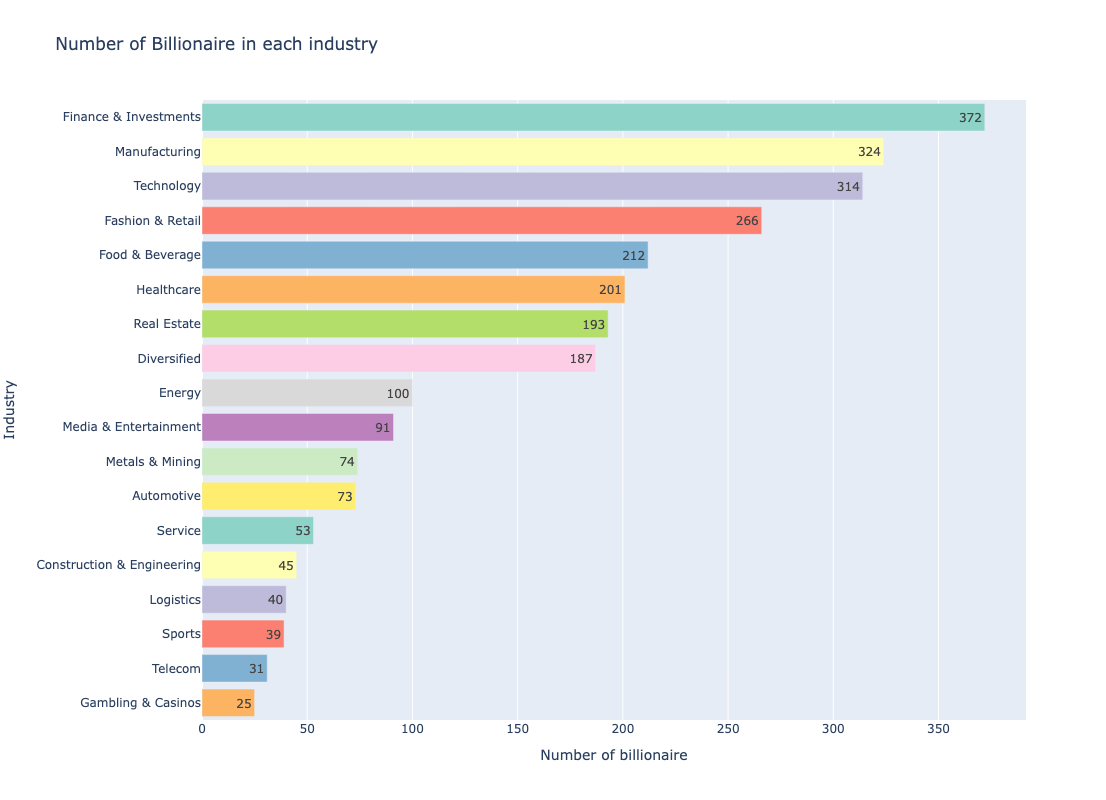 Number of Billionaire in each industry
Finance & Investments 372
Manufacturing 324
Technology 314
Fashion & Retail 266
Food & Beverage 212
Healthcare 201
Real Estate 193
Diversified 187
Energy 100
Media & Entertainment 91
Metals & Mining 74
Automotive 73
Service 53
Construction & Engineering 45
Logistics 40
Sports 39
Telecom 31
Gambling & Casinos 25
Industry
0 50 100 150 200 250 300 350
Number of billionaire